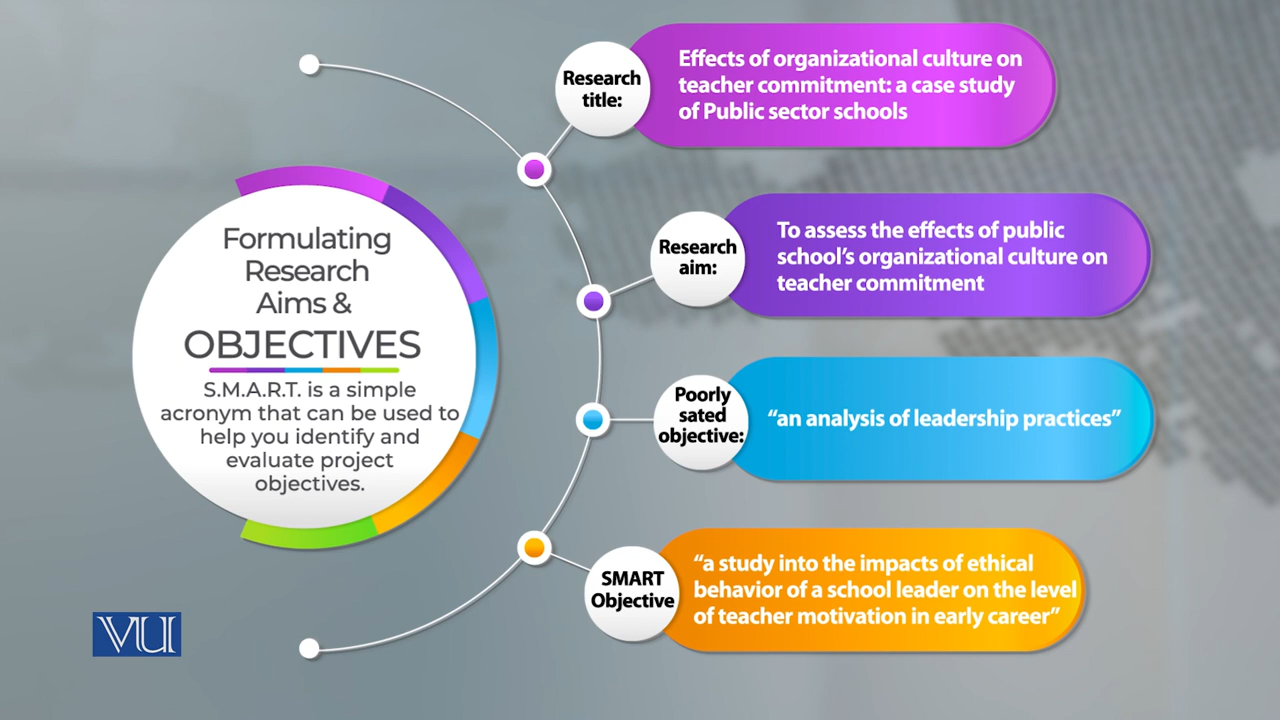 Formulating
Research
Aims &
OBJECTIVES
S.M.A.R.T. is a simple
acronym that can be used to
help you identify and
evaluate project
objectives.
Research
title:
Effects of organizational culture on
teacher commitment: a case study
of Public sector schools
Research
aim:
To assess the effects of public
school’s organizational culture on
teacher commitment
Poorly
sated
objective:
“an analysis of leadership practices”
SMART
Objective
“a study into the impacts of ethical
behavior of a school leader on the level
of teacher motivation in early career”
VU